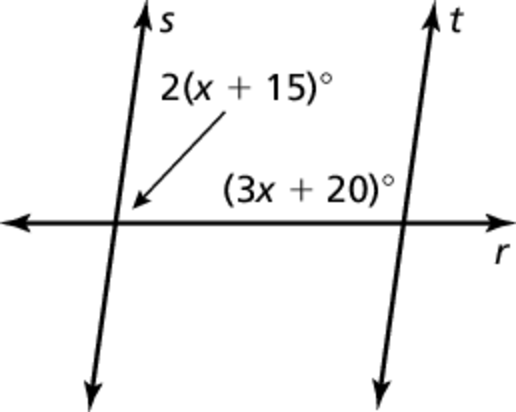 s
t
2(x + 15)°
(3x + 20)°
r